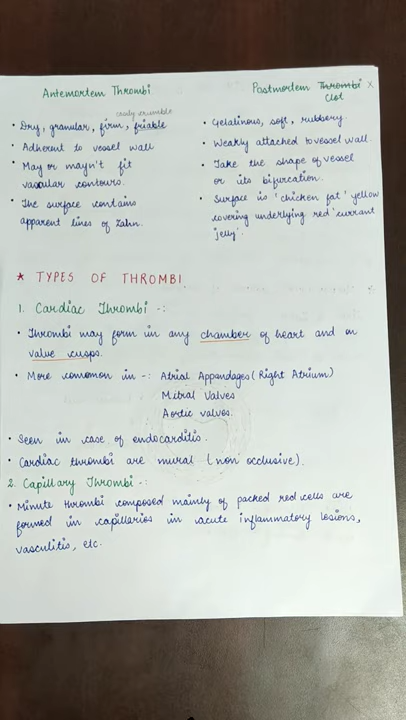 Antemortem Thrombi
Postmortem Thrombi x
Clot
easily crumble
• Dry, granular, firm, friable
• Adherent to vessel wall
• May or mayn't fit
vascular contours.
• The surface contains
apparent lines of Zahn.
• Gelatinous, soft, rubbery.
• Weakly attached to vessel wall.
• Take the shape of vessel
or its bifurcation.
• Surface is 'chicken fat' yellow
covering underlying red 'currant
jelly'.
* TYPES OF THROMBI
1. Cardiac Thrombi -:
• Thrombi may form in any chamber of heart and on
value cusps.
• More common in -: Atrial Appendages (Right Atrium)
Mitral Valves
Aortic valves.
• Seen in case of endocarditis.
• Cardiac thrombi are mural (non occlusive).
2. Capillary Thrombi -:
• Minute thrombi composed mainly of packed red cells are
formed in capillaries in acute inflammatory lesions,
vasculitis, etc.